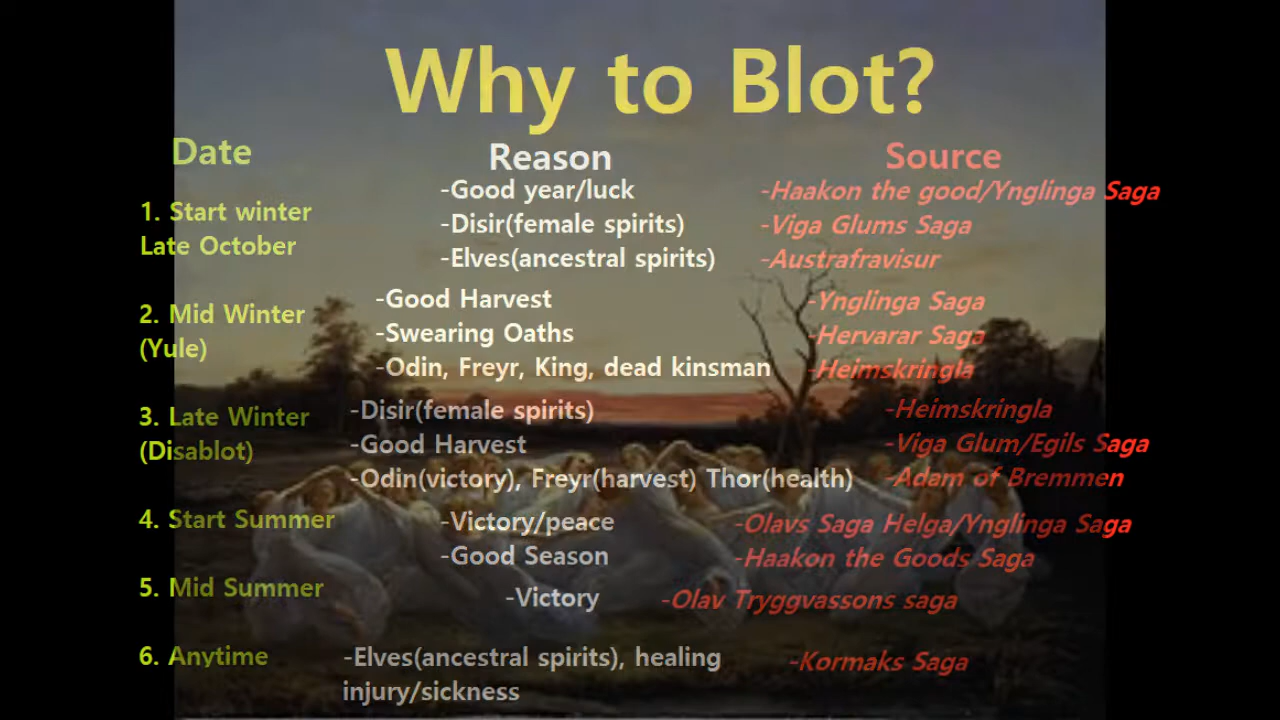 Why to Blot?
Date Reason Source
1. Start winter
Late October
-Good year/luck -Haakon the good/Ynglinga Saga
-Disir(female spirits) -Viga Glums Saga
-Elves(ancestral spirits) -Austrafravisur
2. Mid Winter
(Yule)
-Good Harvest -Ynglinga Saga
-Swearing Oaths -Hervarar Saga
-Odin, Freyr, King, dead kinsman -Heimskringla
3. Late Winter
(Disablot)
-Disir(female spirits) -Heimskringla
-Good Harvest -Viga Glum/Egils Saga
-Odin(victory), Freyr(harvest) Thor(health) -Adam of Bremmen
4. Start Summer
-Victory/peace -Olavs Saga Helga/Ynglinga Saga
-Good Season -Haakon the Goods Saga
5. Mid Summer
-Victory -Olav Tryggvassons saga
6. Anytime
-Elves(ancestral spirits), healing
injury/sickness
-Kormaks Saga